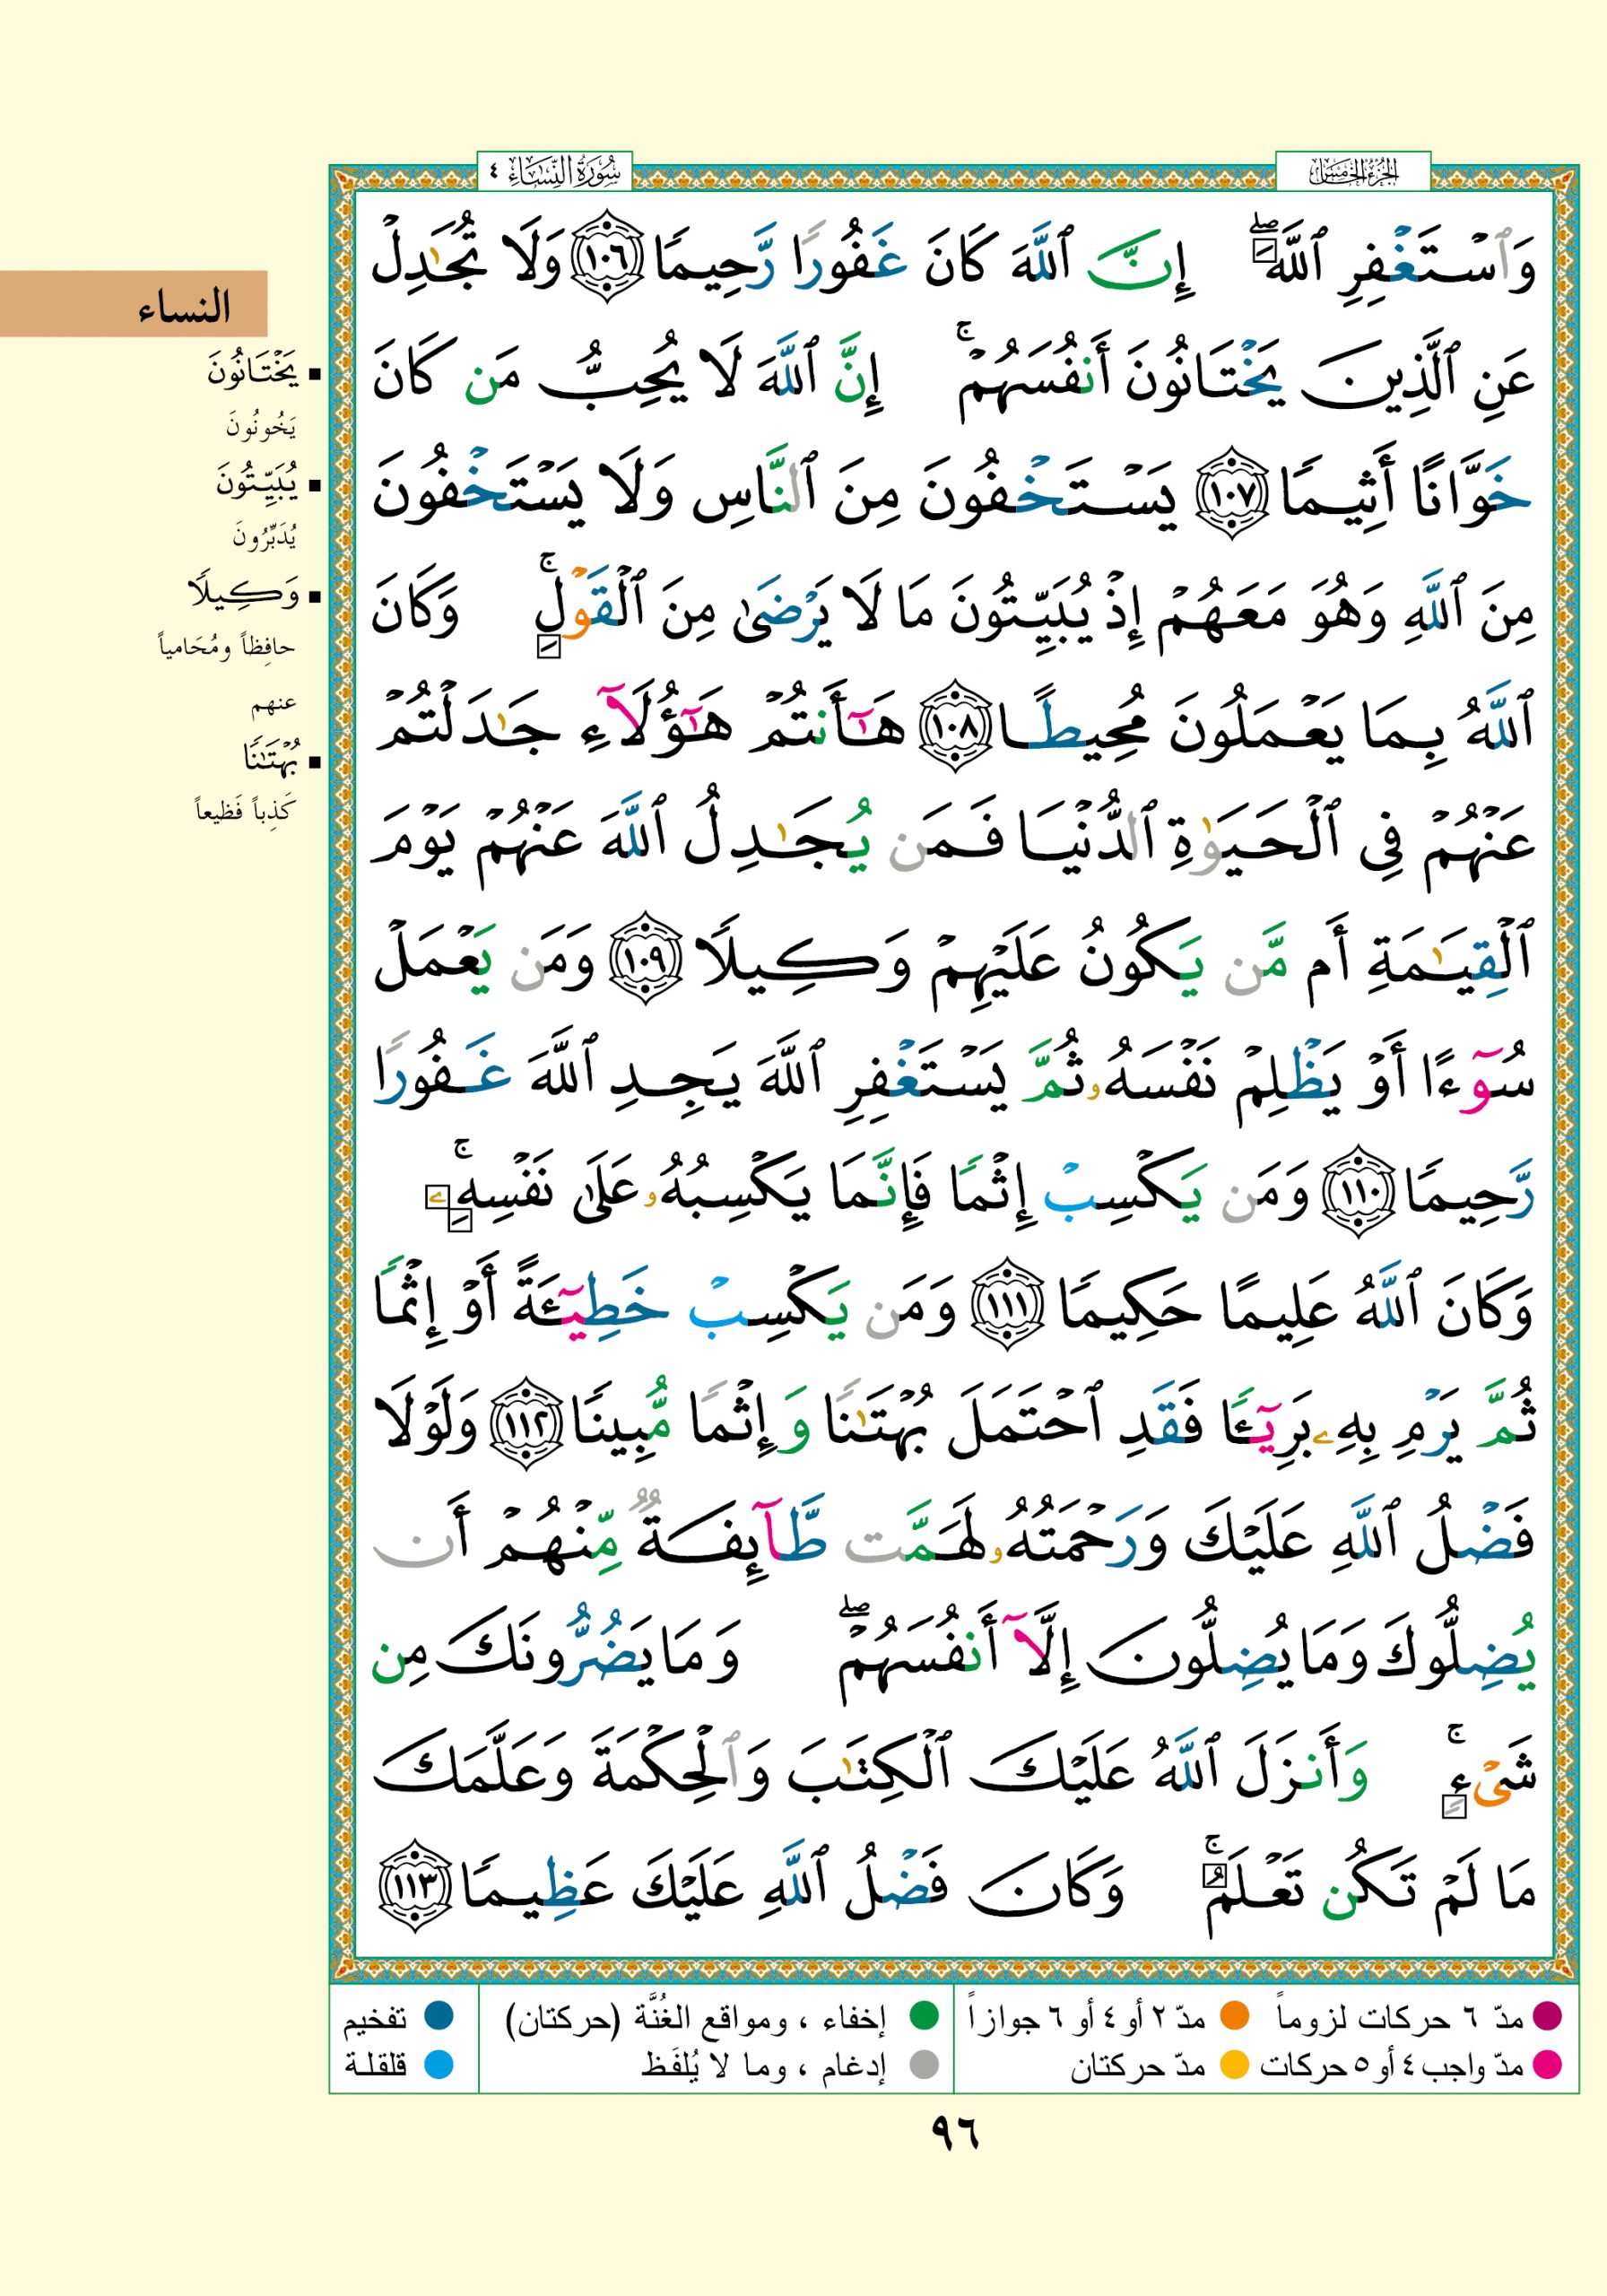 الجزء الخامس
سورة النساء ٤
وَٱسۡتَغۡفِرِ ٱللَّهَۖ إِنَّ ٱللَّهَ كَانَ غَفُورٗا رَّحِيمٗا ١٠٦ وَلَا تُجَٰدِلۡ
عَنِ ٱلَّذِينَ يَخۡتَانُونَ أَنفُسَهُمۡۚ إِنَّ ٱللَّهَ لَا يُحِبُّ مَن كَانَ
خَوَّانًا أَثِيمٗا ١٠٧ يَسۡتَخۡفُونَ مِنَ ٱلنَّاسِ وَلَا يَسۡتَخۡفُونَ
مِنَ ٱللَّهِ وَهُوَ مَعَهُمۡ إِذۡ يُبَيِّتُونَ مَا لَا يَرۡضَىٰ مِنَ ٱلۡقَوۡلِۚ وَكَانَ
ٱللَّهُ بِمَا يَعۡمَلُونَ مُحِيطًا ١٠٨ هَٰٓأَنتُمۡ هَٰٓؤُلَآءِ جَٰدَلۡتُمۡ
عَنۡهُمۡ فِي ٱلۡحَيَوٰةِ ٱلدُّنۡيَا فَمَن يُجَٰدِلُ ٱللَّهَ عَنۡهُمۡ يَوۡمَ
ٱلۡقِيَٰمَةِ أَم مَّن يَكُونُ عَلَيۡهِمۡ وَكِيلٗا ١٠٩ وَمَن يَعۡمَلۡ
سُوٓءًا أَوۡ يَظۡلِمۡ نَفۡسَهُۥ ثُمَّ يَسۡتَغۡفِرِ ٱللَّهَ يَجِدِ ٱللَّهَ غَفُورٗا
رَّحِيمٗا ١١٠ وَمَن يَكۡسِبۡ إِثۡمٗا فَإِنَّمَا يَكۡسِبُهُۥ عَلَىٰ نَفۡسِهِۦۚ
وَكَانَ ٱللَّهُ عَلِيمًا حَكِيمٗا ١١١ وَمَن يَكۡسِبۡ خَطِيٓـَٔةً أَوۡ إِثۡمٗا
ثُمَّ يَرۡمِ بِهِۦ بَرِيٓـٔٗا فَقَدِ ٱحۡتَمَلَ بُهۡتَٰنٗا وَإِثۡمٗا مُّبِينٗا ١١٢ وَلَوۡلَا
فَضۡلُ ٱللَّهِ عَلَيۡكَ وَرَحۡمَتُهُۥ لَهَمَّت طَّآئِفَةٞ مِّنۡهُمۡ أَن
يُضِلُّوكَ وَمَا يُضِلُّونَ إِلَّآ أَنفُسَهُمۡۖ وَمَا يَضُرُّونَكَ مِن
شَيۡءٖۚ وَأَنزَلَ ٱللَّهُ عَلَيۡكَ ٱلۡكِتَٰبَ وَٱلۡحِكۡمَةَ وَعَلَّمَكَ
مَا لَمۡ تَكُن تَعۡلَمُۚ وَكَانَ فَضۡلُ ٱللَّهِ عَلَيۡكَ عَظِيمٗا ١١٣
النساء
▪ يَخۡتَانُونَ
يَخُونُونَ
▪ يُبَيِّتُونَ
يُدَبِّرُونَ
▪ وَكِيلٗا
حافِظاً ومُحَامياً
عنهم
▪ بُهۡتَٰنٗا
كَذِباً فَظيعاً
مدّ ٦ حركات لزوماً ● مدّ ٢ أو ٤ أو ٦ جوازاً ● إخفاء ، ومواقع الغُنَّة (حركتان) ● تفخيم
مدّ واجب ٤ أو ٥ حركات ● مدّ حركتان ● إدغام ، وما لا يُلفَظ ● قلقلة
٩٦